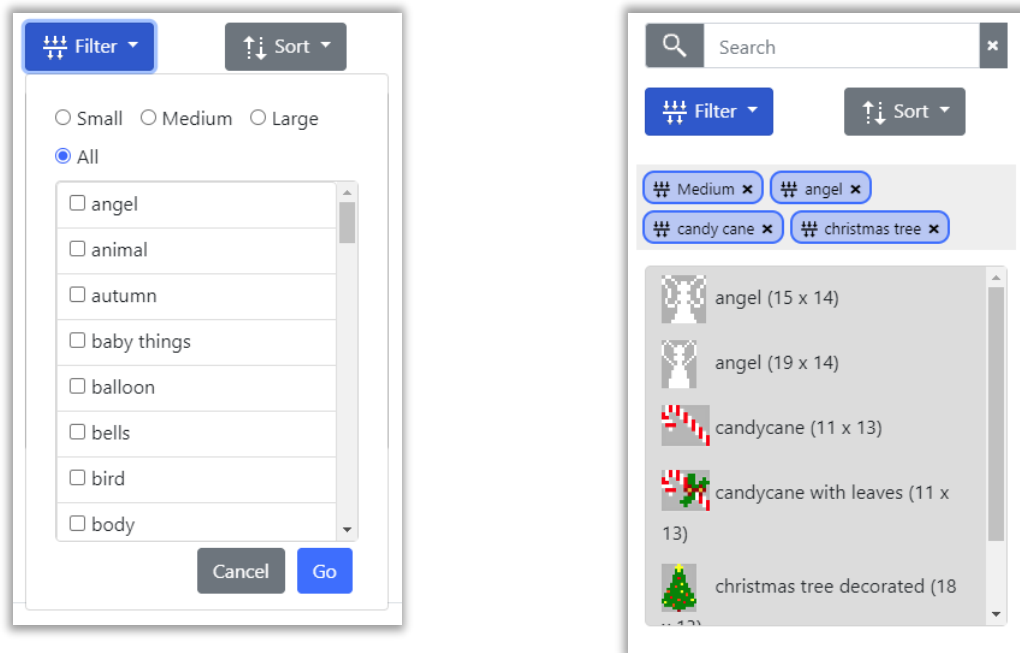 Filter Sort
Small Medium Large
All
angel
animal
autumn
baby things
balloon
bells
bird
body
Cancel Go
Search ×
Filter Sort
Medium × angel ×
candy cane × christmas tree ×
angel (15 x 14)
angel (19 x 14)
candycane (11 x 13)
candycane with leaves (11 x
13)
christmas tree decorated (18
x 13)